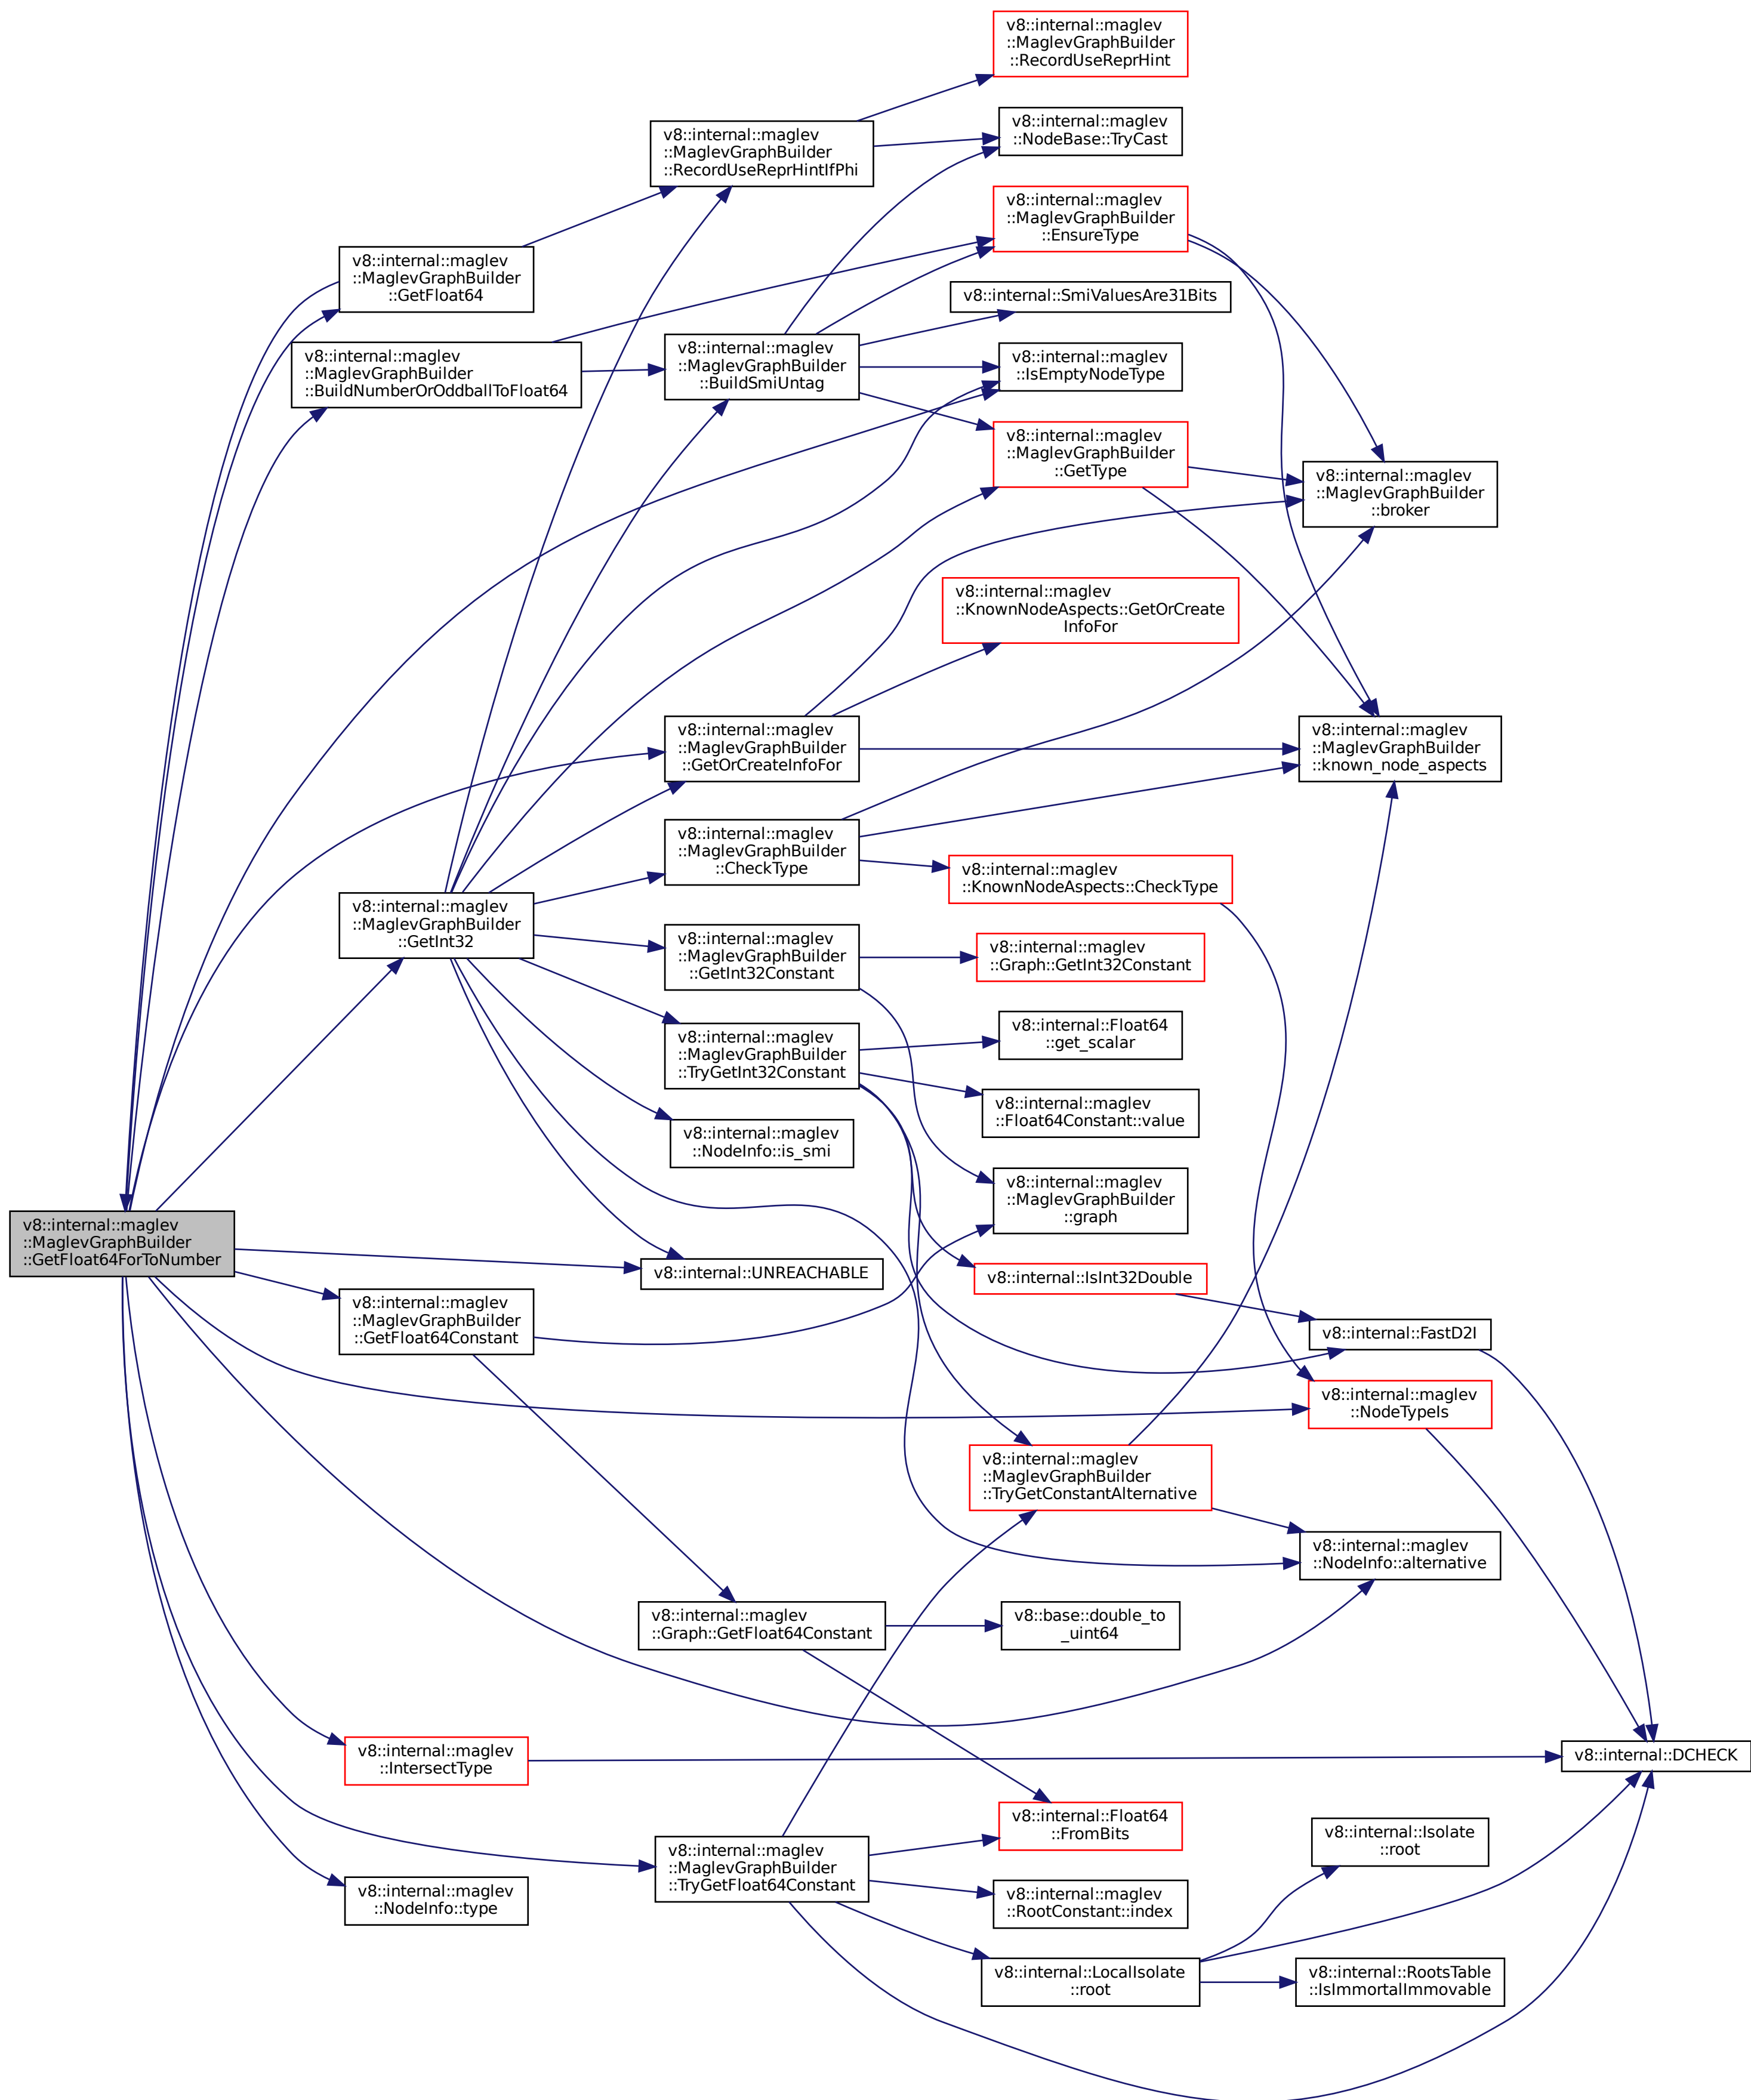 v8::internal::maglev
::MaglevGraphBuilder
::RecordUseReprHint
v8::internal::maglev
::NodeBase::TryCast
v8::internal::maglev
::MaglevGraphBuilder
::RecordUseReprHintIfPhi
v8::internal::maglev
::MaglevGraphBuilder
::EnsureType
v8::internal::maglev
::MaglevGraphBuilder
::GetFloat64
v8::internal::SmiValuesAre31Bits
v8::internal::maglev
::MaglevGraphBuilder
::BuildNumberOrOddballToFloat64
v8::internal::maglev
::MaglevGraphBuilder
::BuildSmiUntag
v8::internal::maglev
::IsEmptyNodeType
v8::internal::maglev
::MaglevGraphBuilder
::GetType
v8::internal::maglev
::MaglevGraphBuilder
::broker
v8::internal::maglev
::KnownNodeAspects::GetOrCreate
InfoFor
v8::internal::maglev
::MaglevGraphBuilder
::GetOrCreateInfoFor
v8::internal::maglev
::MaglevGraphBuilder
::known_node_aspects
v8::internal::maglev
::MaglevGraphBuilder
::CheckType
v8::internal::maglev
::KnownNodeAspects::CheckType
v8::internal::maglev
::MaglevGraphBuilder
::GetInt32
v8::internal::maglev
::MaglevGraphBuilder
::GetInt32Constant
v8::internal::maglev
::Graph::GetInt32Constant
v8::internal::maglev
::MaglevGraphBuilder
::TryGetInt32Constant
v8::internal::Float64
::get_scalar
v8::internal::maglev
::Float64Constant::value
v8::internal::maglev
::NodeInfo::is_smi
v8::internal::maglev
::MaglevGraphBuilder
::graph
v8::internal::maglev
::MaglevGraphBuilder
::GetFloat64ForToNumber
v8::internal::UNREACHABLE
v8::internal::IsInt32Double
v8::internal::maglev
::MaglevGraphBuilder
::GetFloat64Constant
v8::internal::FastD2I
v8::internal::maglev
::NodeTypeIs
v8::internal::maglev
::MaglevGraphBuilder
::TryGetConstantAlternative
v8::internal::maglev
::NodeInfo::alternative
v8::internal::maglev
::Graph::GetFloat64Constant
v8::base::double_to
_uint64
v8::internal::maglev
::IntersectType
v8::internal::DCHECK
v8::internal::Float64
::FromBits
v8::internal::Isolate
::root
v8::internal::maglev
::MaglevGraphBuilder
::TryGetFloat64Constant
v8::internal::maglev
::NodeInfo::type
v8::internal::maglev
::RootConstant::index
v8::internal::LocalIsolate
::root
v8::internal::RootsTable
::IsImmortalImmovable